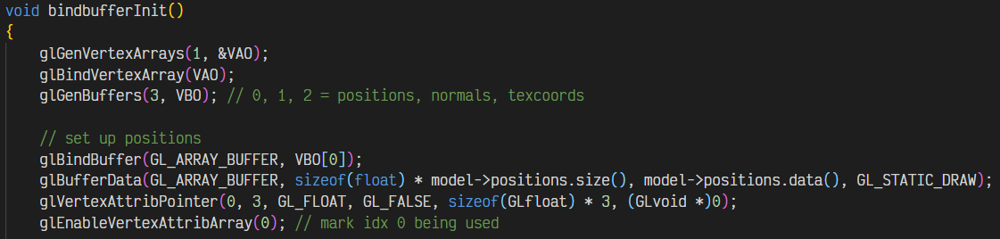 void bindbufferInit()
{
    glGenVertexArrays(1, &VAO);
    glBindVertexArray(VAO);
    glGenBuffers(3, VBO); // 0, 1, 2 = positions, normals, texcoords

    // set up positions
    glBindBuffer(GL_ARRAY_BUFFER, VBO[0]);
    glBufferData(GL_ARRAY_BUFFER, sizeof(float) * model->positions.size(), model->positions.data(), GL_STATIC_DRAW);
    glVertexAttribPointer(0, 3, GL_FLOAT, GL_FALSE, sizeof(GLfloat) * 3, (GLvoid *)0);
    glEnableVertexAttribArray(0); // mark idx 0 being used